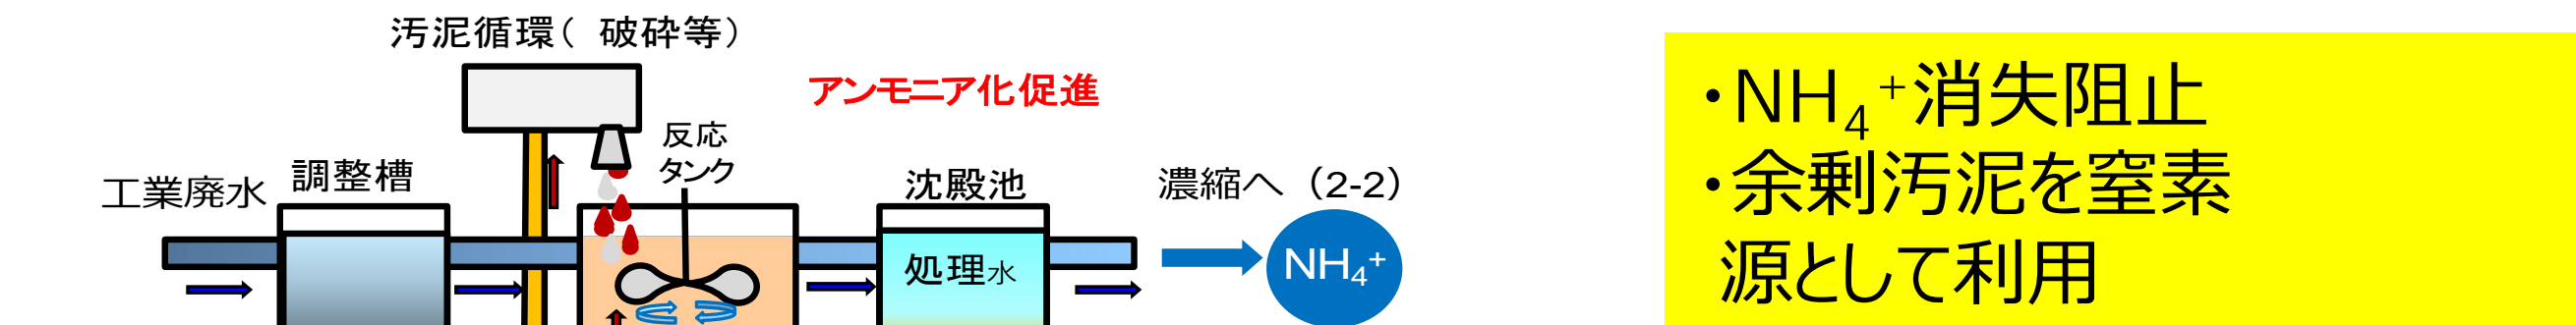 汚泥循環( 破砕等)
アンモニア化促進
反応
タンク
調整槽
工業廃水
沈殿池
濃縮へ（2-2）
処理水
NH₄⁺
・NH₄⁺消失阻止
・余剰汚泥を窒素
源として利用